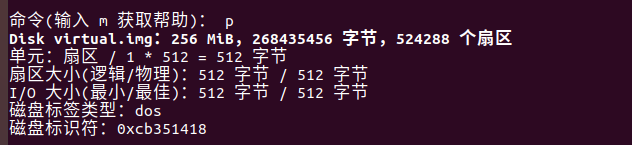 命令(输入 m 获取帮助)： p
Disk virtual.img：256 MiB，268435456 字节，524288 个扇区
单元：扇区 / 1 * 512 = 512 字节
扇区大小(逻辑/物理)：512 字节 / 512 字节
I/O 大小(最小/最佳)：512 字节 / 512 字节
磁盘标签类型：dos
磁盘标识符：0xcb351418